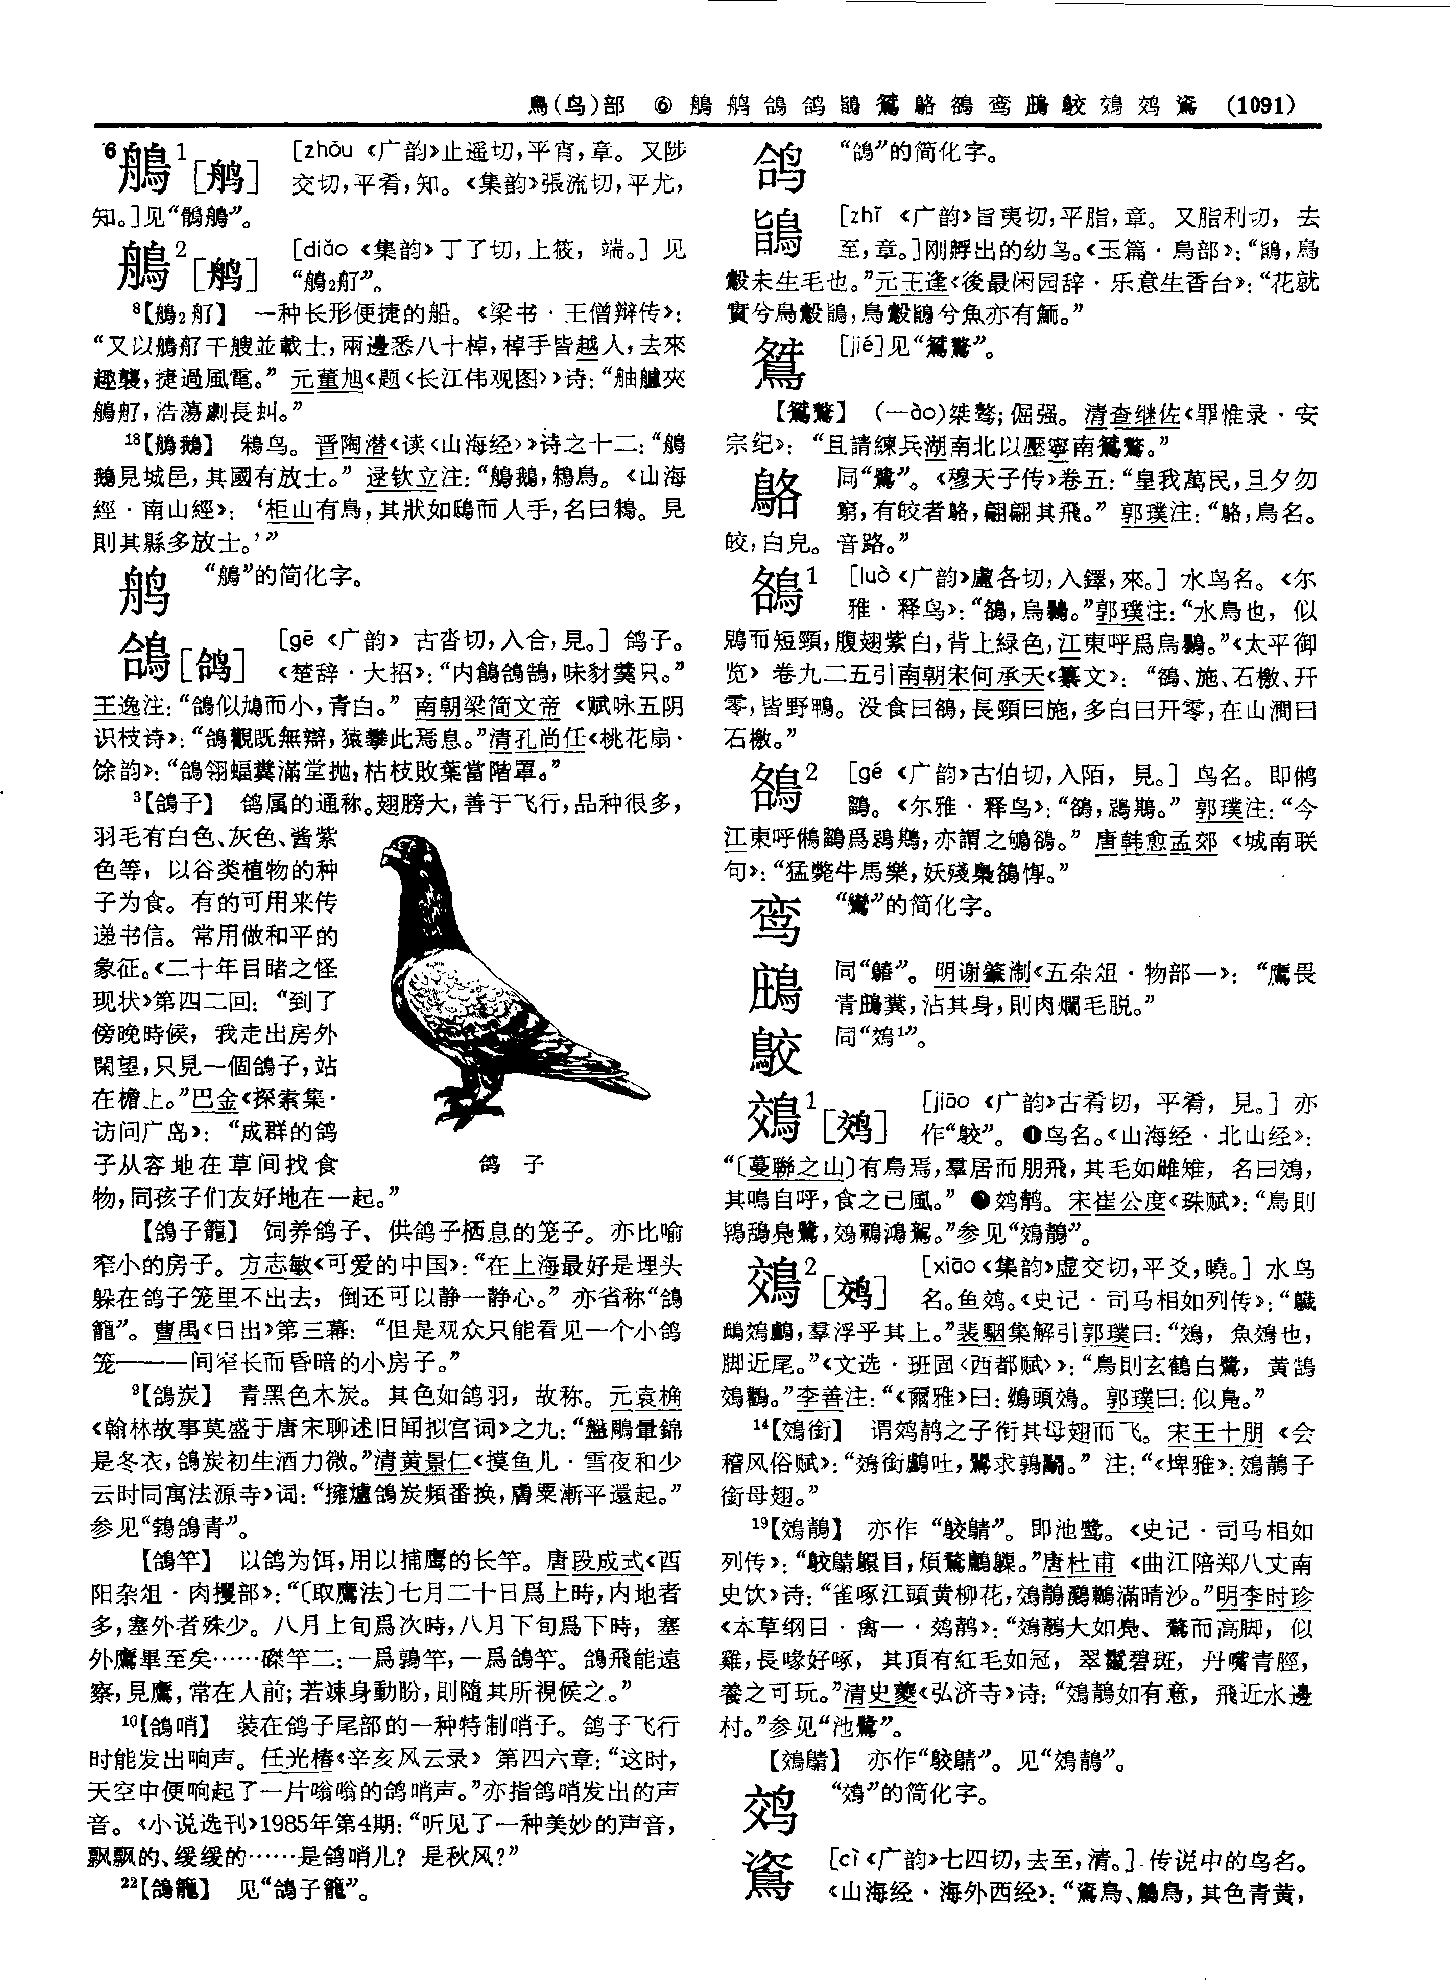 鳥(鸟)部 ⑥ 鵃 鸼 鴿 鸽 鴲 鴷 鵅 鵅 鸾 鴟 鵁 鵁 䴔 鴜 (1091)
6 鵃1[鸼] [zhōu《广韵》止遥切,平宵,章。又陟
交切,平肴,知。《集韵》張流切,平尤,
知。]见“鶻鵃”。
鵃2[鸼] [diǎo《集韵》丁了切,上筱,端。]见
“鵃2𦨣”。
8【鵃2𦨣】 一种长形便捷的船。《梁书·王僧辩传》:
“又以鵃𦨣千艘並載士,兩邊悉八十棹,棹手皆越人,去來
趣襲,捷過風電。”元董旭《题〈长江伟观图〉》诗:“舳艫夾
鵃𦨣,浩蕩劇長虯。”
18【鵃鵝】 鴸鸟。晋陶潜《读〈山海经〉》诗之十二:“鵃
鵝見城邑,其國有放士。”逯钦立注:“鵃鵝,鴸鳥。《山海
經·南山經》:‘柜山有鳥,其狀如鴟而人手,名曰鴸。見
則其縣多放士。’”
鸼 “鵃”的简化字。
鴿[鸽] [gē《广韵》古沓切,入合,見。]鸽子。
《楚辞·大招》:“内鶬鴿鵠,味豺羹只。”
王逸注:“鴿似鳩而小,青白。”南朝梁简文帝《赋咏五阴
识枝诗》:“鴿觀既無辯,猿攀此焉息。”清孔尚任《桃花扇·
馀韵》:“鴿翎蝠糞滿堂抛,枯枝敗葉當階罩。”
3【鴿子】 鸽属的通称。翅膀大,善于飞行,品种很多,
羽毛有白色、灰色、酱紫
色等,以谷类植物的种
子为食。有的可用来传
递书信。常用做和平的
象征。《二十年目睹之怪
现状》第四二回:“到了
傍晚時候,我走出房外
閑望,只見一個鴿子,站
在檐上。”巴金《探索集·
访问广岛》:“成群的鸽
子从容地在草间找食
物,同孩子们友好地在一起。”
鸽 子
【鴿子籠】 饲养鸽子、供鸽子栖息的笼子。亦比喻
窄小的房子。方志敏《可爱的中国》:“在上海最好是埋头
躲在鸽子笼里不出去,倒还可以静一静心。”亦省称“鴿
籠”。曹禺《日出》第三幕:“但是观众只能看见一个小鸽
笼——一间窄长而昏暗的小房子。”
9【鴿炭】 青黑色木炭。其色如鸽羽,故称。元袁桷
《翰林故事莫盛于唐宋聊述旧闻拟宫词》之九:“盤鵰暈錦
是冬衣,鴿炭初生酒力微。”清黄景仁《摸鱼儿·雪夜和少
云时同寓法源寺》词:“擁爐鴿炭頻番换,膚粟漸平還起。”
参见“鵓鴿青”。
【鴿竿】 以鸽为饵,用以捕鹰的长竿。唐段成式《酉
阳杂俎·肉攫部》:“〔取鷹法〕七月二十日爲上時,内地者
多,塞外者殊少。八月上旬爲次時,八月下旬爲下時,塞
外鷹畢至矣……磔竿二:一爲鶉竿,一爲鴿竿。鴿飛能遠
察,見鷹,常在人前;若竦身動盼,則隨其所視候之。”
10【鴿哨】 装在鸽子尾部的一种特制哨子。鸽子飞行
时能发出响声。任光椿《辛亥风云录》第四六章:“这时,
天空中便响起了一片嗡嗡的鸽哨声。”亦指鸽哨发出的声
音。《小说选刊》1985年第4期:“听见了一种美妙的声音,
飘飘的、缓缓的……是鸽哨儿?是秋风?”
22【鴿籠】 见“鴿子籠”。
鸽 “鴿”的简化字。
鴲 [zhī《广韵》旨夷切,平脂,章。又脂利切,去
至,章。]刚孵出的幼鸟。《玉篇·鳥部》:“鴲,鳥
鷇未生毛也。”元王逢《後最闲园辞·乐意生香台》:“花就
實兮鳥鷇鴲,鳥鷇鴲兮魚亦有鰤。”
[jié]见“鴷鷔”。
(—ào)桀骜;倔强。清查继佐《罪惟录·安
宗纪》:“且請練兵湖南北以壓寧南
鵅 同“鷺”。《穆天子传》卷五:“皇我萬民,旦夕勿
窮,有皎者鵅,翩翩其飛。”郭璞注:“鵅,鳥名。
皎,白皃。音路。”
鵅1 [luò《广韵》盧各切,入鐸,來。]水鸟名。《尔
雅·释鸟》:“鵅,烏鸔。”郭璞注:“水鳥也,似
鶂而短頸,腹翅紫白,背上緑色,江東呼爲烏鸔。”《太平御
览》卷九二五引南朝宋何承天《纂文》:“鵅、施、石檄、幵
零,皆野鴨。没食曰鵅,長頸曰施,多白曰幵零,在山澗曰
石檄。”
鵅2 [gé《广韵》古伯切,入陌,見。]鸟名。即鸺
鹠。《尔雅·释鸟》:“鵅,鵋䳢。”郭璞注:“今
江東呼鵂鶹爲鵋䳢,亦謂之鴝鵅。”唐韩愈孟郊《城南联
句》:“猛斃牛馬樂,妖殘梟鵅惸。”
鸾 “鸞”的简化字。
同“鶨”。明谢肇淛《五杂俎·物部一》:“鷹畏
青鴟糞,沾其身,則肉爛毛脱。”
鵁 同“鵁1”。
鵁1[䴔] [jiāo《广韵》古肴切,平肴,見。]亦
作“鵁”。❶鸟名。《山海经·北山经》:
“〔蔓聯之山〕有鳥焉,羣居而朋飛,其毛如雌雉,名曰鵁,
其鳴自呼,食之已風。”❷䴔䴖。宋崔公度《珠赋》:“鳥則
鴇鴰鳧鷺,鵁鸘鴻鴐。”参见“鵁鶄”。
鵁2[䴔] [xiāo《集韵》虚交切,平爻,曉。]水鸟
名。鱼䴔。《史记·司马相如列传》:“鱵
䴋鵁鸕,羣浮乎其上。”裴駰集解引郭璞曰:“鵁,魚鵁也,
脚近尾。”《文选·班固〈西都赋〉》:“鳥則玄鶴白鷺,黄鵠
鵁鸛。”李善注:“《爾雅》曰:鴢頭鵁。郭璞曰:似鳧。”
14【鵁銜】 谓䴔䴖之子衔其母翅而飞。宋王十朋《会
稽风俗赋》:“鵁銜鸕吐,鷖求鶉鬭。”注:“《埤雅》:鵁鶄子
銜母翅。”
19【鵁鶄】 亦作“鵁鶄”。即池鹭。《史记·司马相如
列传》:“鵁鶄䴉目,煩鶩鷛𪆫。”唐杜甫《曲江陪郑八丈南
史饮》诗:“雀啄江頭黄柳花,鵁鶄鸂鶒滿晴沙。”明李时珍
《本草纲目·禽一·䴔䴖》:“鵁鶄大如鳧、鶩而高脚,似
雞,長喙好啄,其頂有紅毛如冠,翠鬣碧斑,丹嘴青脛,
養之可玩。”清史夔《弘济寺》诗:“鵁鶄如有意,飛近水邊
村。”参见“池鷺”。
【鵁鶄】 亦作“鵁鶄”。见“鵁鶄”。
䴔 “鵁”的简化字。
鴜 [cì《广韵》七四切,去至,清。]传说中的鸟名。
《山海经·海外西经》:“鴜鳥、鶬鳥,其色青黄,